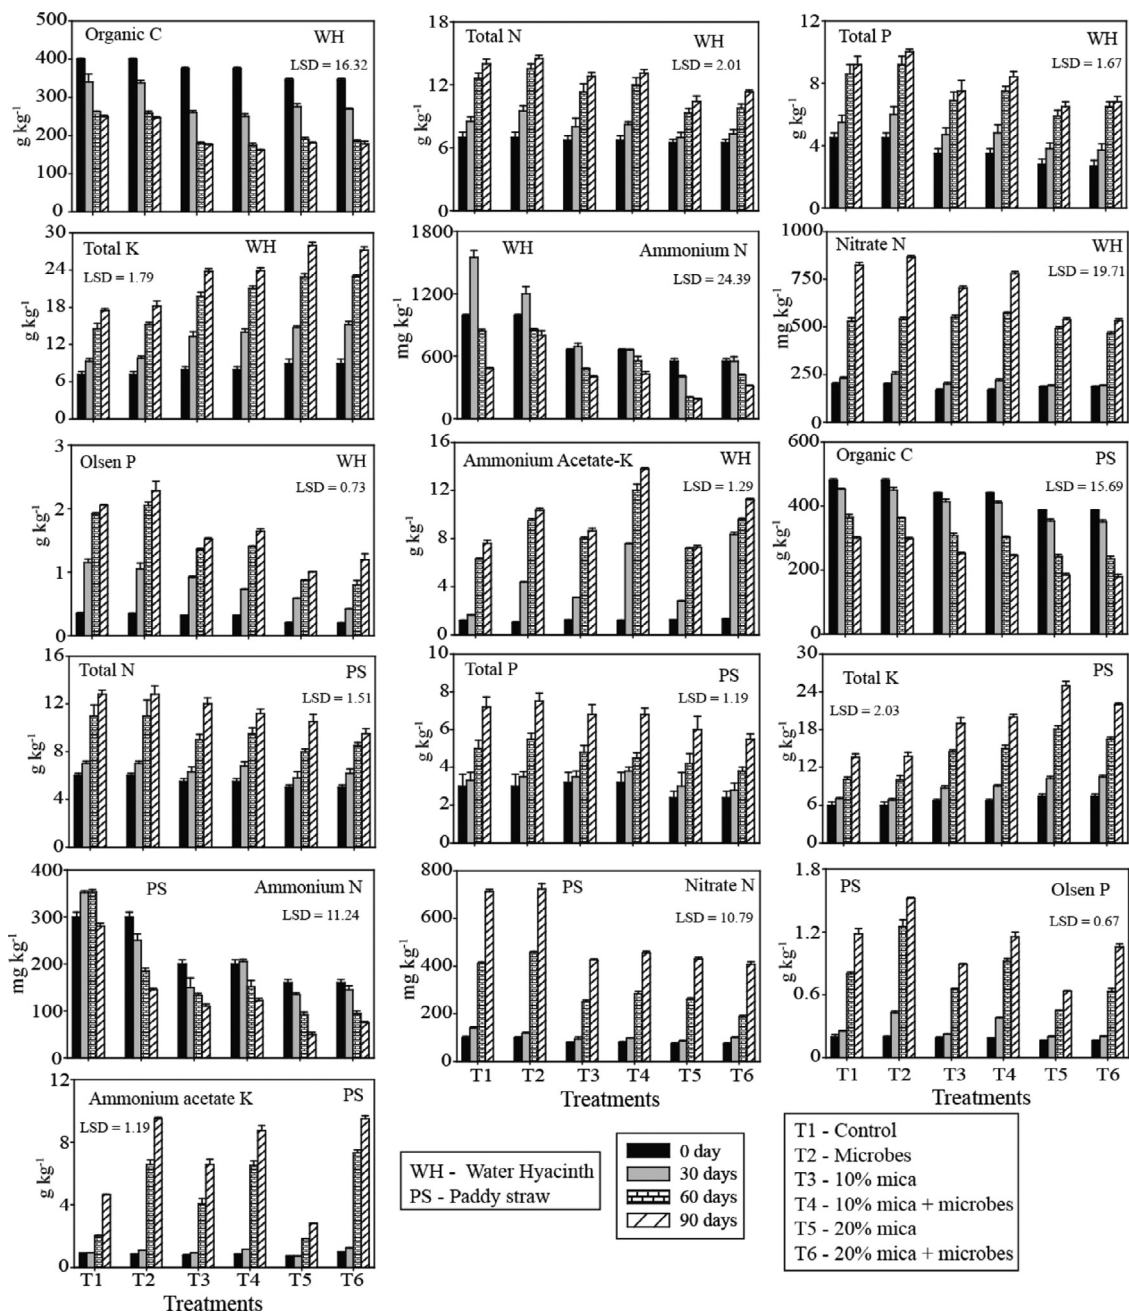 Organic C
WH
LSD = 16.32
g kg-1
500
400
300
200
100
0
Total N
WH
LSD = 2.01
g kg-1
18
12
6
0
Total P
WH
LSD = 1.67
g kg-1
12
8
4
0
Total K
WH
LSD = 1.79
g kg-1
30
24
18
12
6
0
WH
Ammonium N
LSD = 24.39
mg kg-1
1800
1200
600
0
Nitrate N
WH
LSD = 19.71
mg kg-1
1000
750
500
250
0
Olsen P
WH
LSD = 0.73
g kg-1
3
2
1
0
Ammonium Acetate-K
WH
LSD = 1.29
g kg-1
16
12
8
4
0
Organic C
PS
LSD = 15.69
g kg-1
600
400
200
0
Total N
PS
LSD = 1.51
g kg-1
16
12
8
4
0
Total P
PS
LSD = 1.19
g kg-1
10
8
6
4
2
0
Total K
PS
LSD = 2.03
g kg-1
30
24
18
12
6
0
PS
Ammonium N
LSD = 11.24
mg kg-1
400
300
200
100
0
PS
Nitrate N
LSD = 10.79
mg kg-1
800
600
400
200
0
T1 T2 T3 T4 T5 T6
Treatments
PS
Olsen P
LSD = 0.67
g kg-1
1.8
1.2
0.6
0
T1 T2 T3 T4 T5 T6
Treatments
Ammonium acetate K
PS
LSD = 1.19
g kg-1
12
8
4
0
T1 T2 T3 T4 T5 T6
Treatments
WH - Water Hyacinth
PS - Paddy straw
0 day
30 days
60 days
90 days
T1 - Control
T2 - Microbes
T3 - 10% mica
T4 - 10% mica + microbes
T5 - 20% mica
T6 - 20% mica + microbes